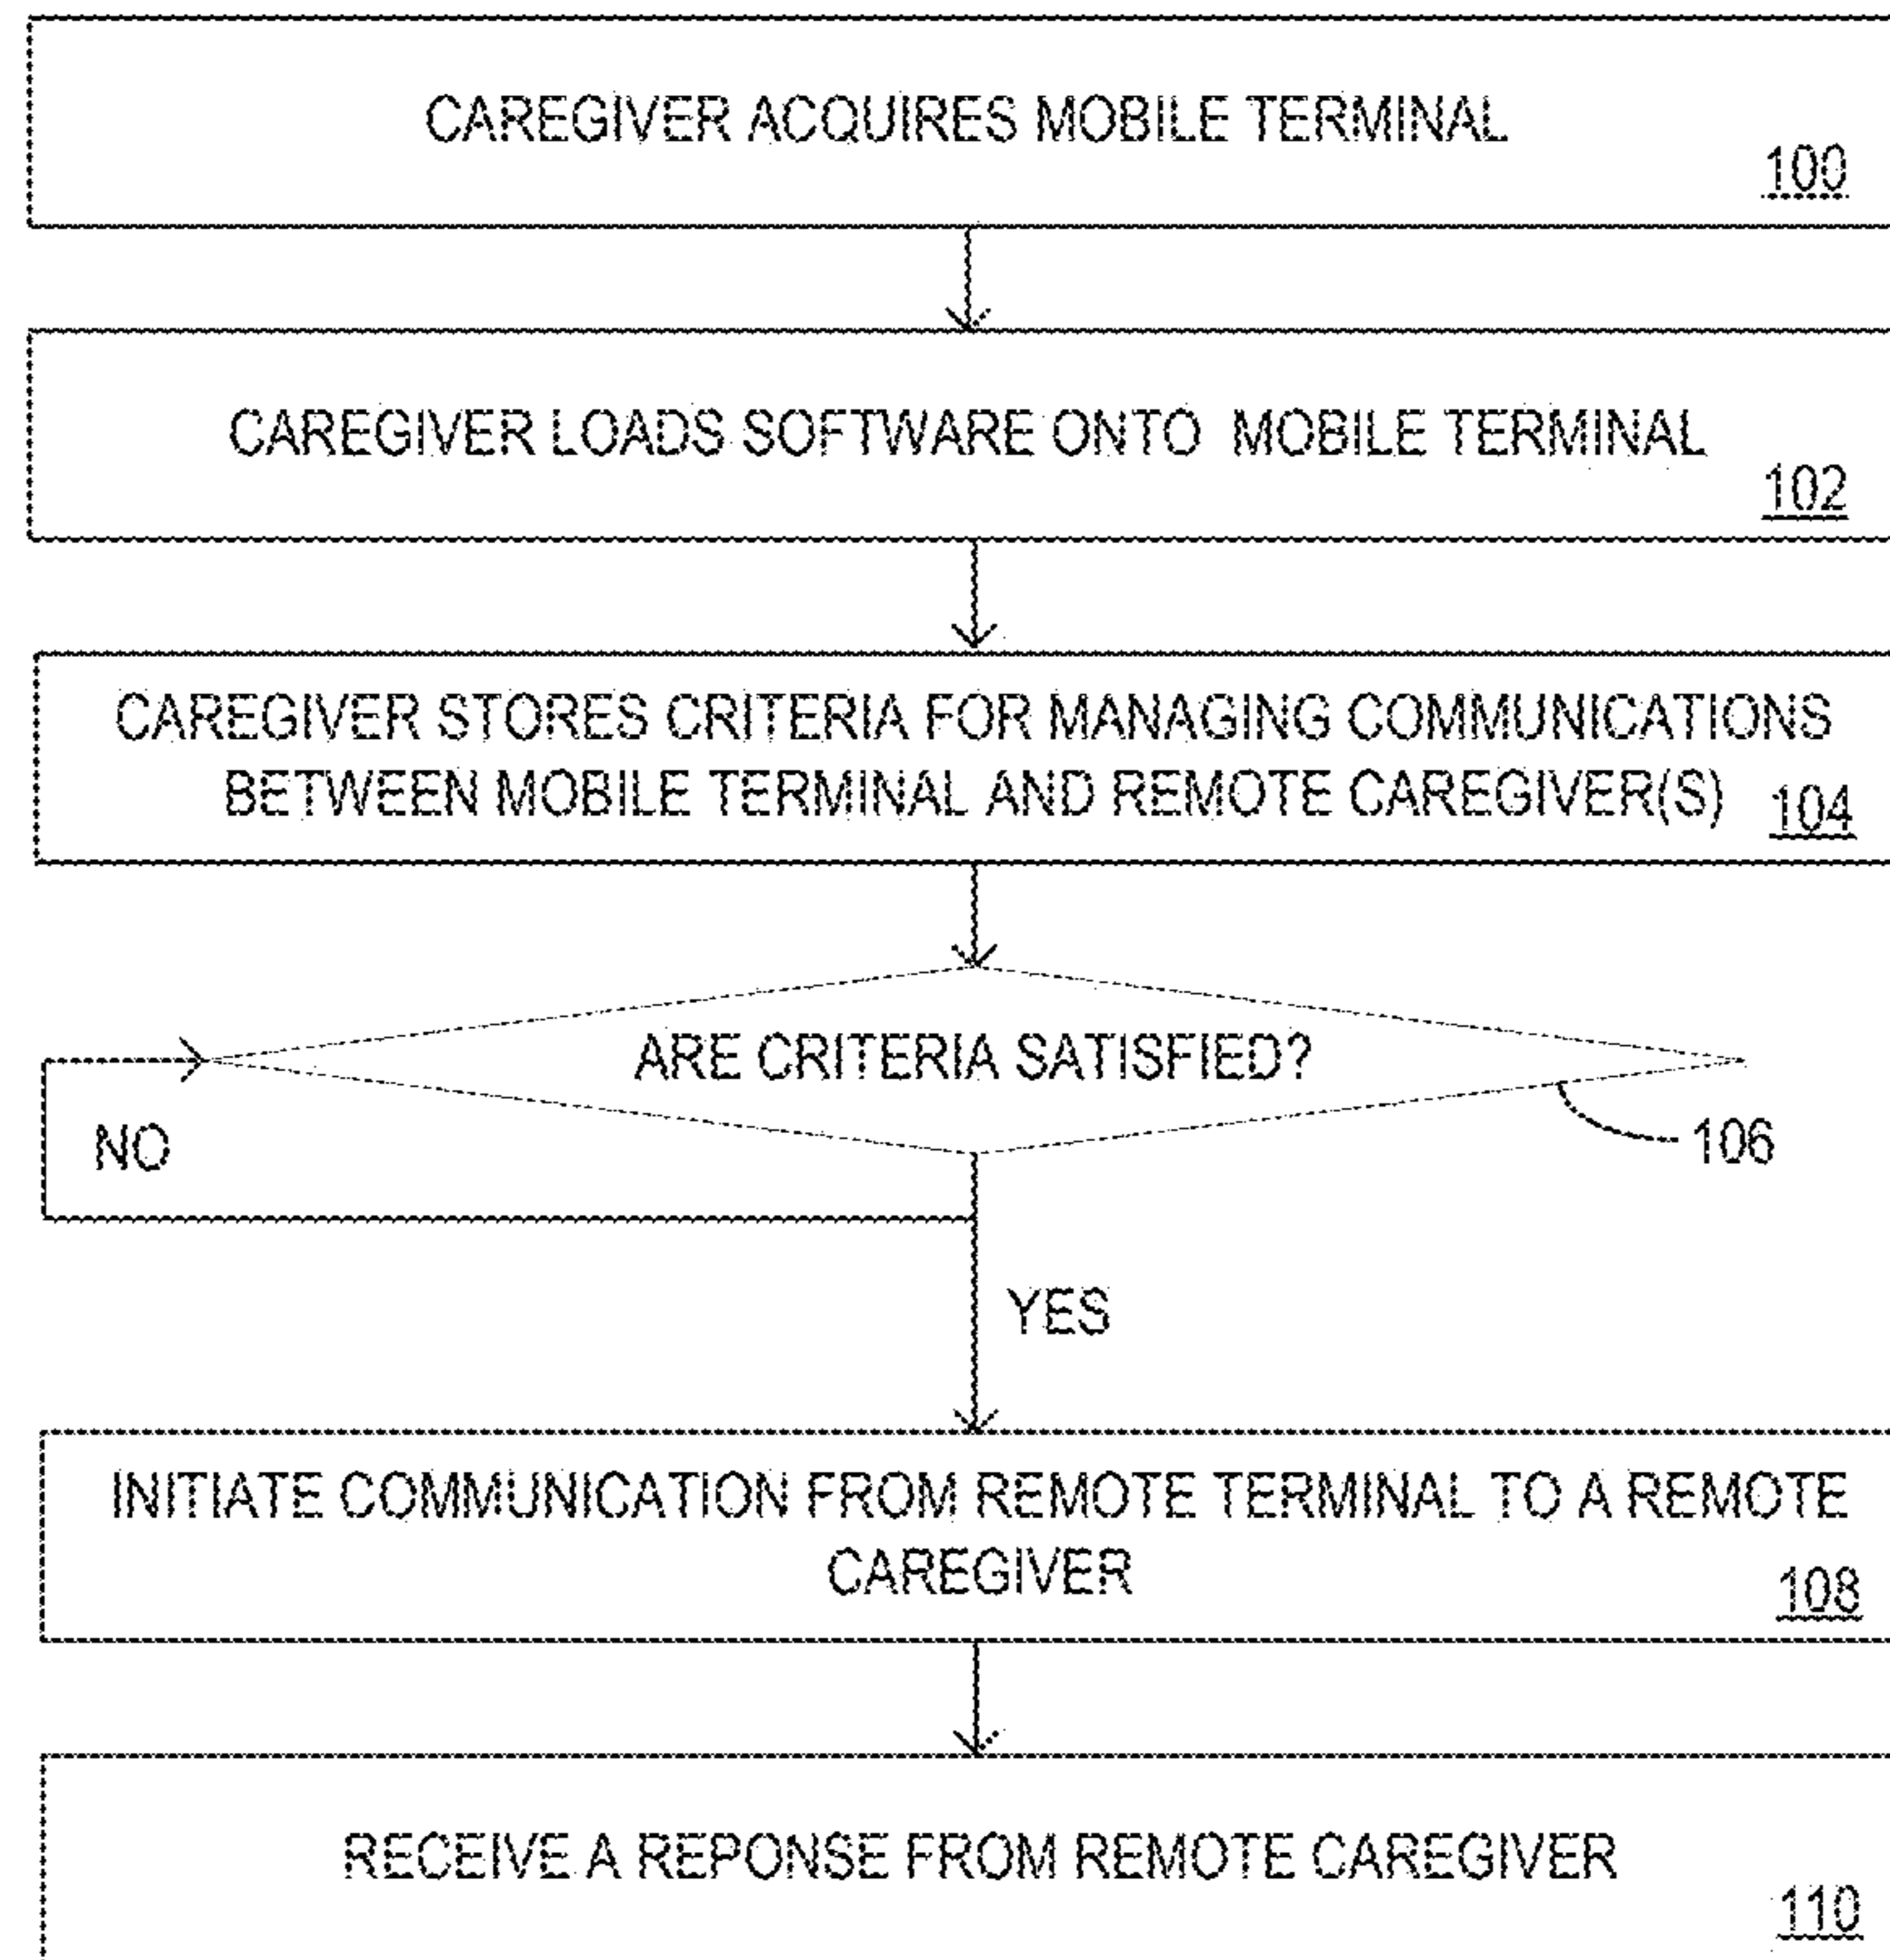 CAREGIVER ACQUIRES MOBILE TERMINAL
100
CAREGIVER LOADS SOFTWARE ONTO MOBILE TERMINAL
102
CAREGIVER STORES CRITERIA FOR MANAGING COMMUNICATIONS
BETWEEN MOBILE TERMINAL AND REMOTE CAREGIVER(S)
104
ARE CRITERIA SATISFIED?
NO
106
YES
INITIATE COMMUNICATION FROM REMOTE TERMINAL TO A REMOTE
CAREGIVER
108
RECEIVE A REPONSE FROM REMOTE CAREGIVER
110